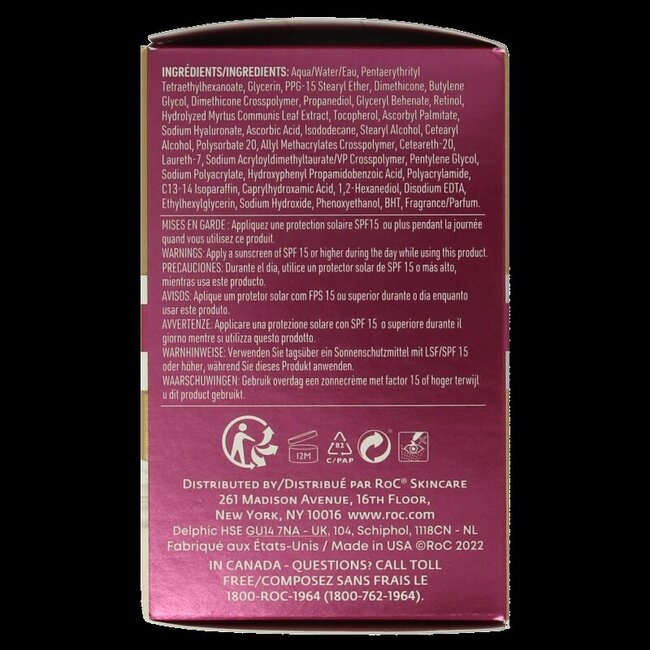 INGRÉDIENTS/INGREDIENTS: Aqua/Water/Eau, Pentaerythrityl
Tetraethylhexanoate, Glycerin, PPG-15 Stearyl Ether, Dimethicone, Butylene
Glycol, Dimethicone Crosspolymer, Propanediol, Glyceryl Behenate, Retinol,
Hydrolyzed Myrtus Communis Leaf Extract, Tocopherol, Ascorbyl Palmitate,
Sodium Hyaluronate, Ascorbic Acid, Isododecane, Stearyl Alcohol, Cetearyl
Alcohol, Polysorbate 20, Allyl Methacrylates Crosspolymer, Ceteareth-20,
Laureth-7, Sodium Acryloyldimethyltaurate/VP Crosspolymer, Pentylene Glycol,
Sodium Polyacrylate, Hydroxyphenyl Propamidobenzoic Acid, Polyacrylamide,
C13-14 Isoparaffin, Caprylhydroxamic Acid, 1,2-Hexanediol, Disodium EDTA,
Ethylhexylglycerin, Sodium Hydroxide, Phenoxyethanol, BHT, Fragrance/Parfum.
MISES EN GARDE : Appliquez une protection solaire SPF15 ou plus pendant la journée
quand vous utilisez ce produit.
WARNINGS: Apply a sunscreen of SPF 15 or higher during the day while using this product.
PRECAUCIONES: Durante el día, utilice un protector solar de SPF 15 o más alto,
mientras usa este producto.
AVISOS: Aplique um protetor solar com FPS 15 ou superior durante o dia enquanto
usar este produto.
AVVERTENZE: Applicare una protezione solare con SPF 15 o superiore durante il
giorno mentre si utilizza questo prodotto.
WARNHINWEISE: Verwenden Sie tagsüber ein Sonnenschutzmittel mit LSF/SPF 15
oder höher, während Sie dieses Produkt anwenden.
WAARSCHUWINGEN: Gebruik overdag een zonnecrème met factor 15 of hoger terwijl
u dit product gebruikt.
12M
82
C/PAP
DISTRIBUTED BY/DISTRIBUÉ PAR ROC® SKINCARE
261 MADISON AVENUE, 16TH FLOOR,
NEW YORK, NY 10016 www.roc.com
Delphic HSE GU14 7NA - UK, 104, Schiphol, 1118CN - NL
Fabriqué aux États-Unis / Made in USA ©RoC 2022
IN CANADA - QUESTIONS? CALL TOLL
FREE/COMPOSEZ SANS FRAIS LE
1800-ROC-1964 (1800-762-1964).